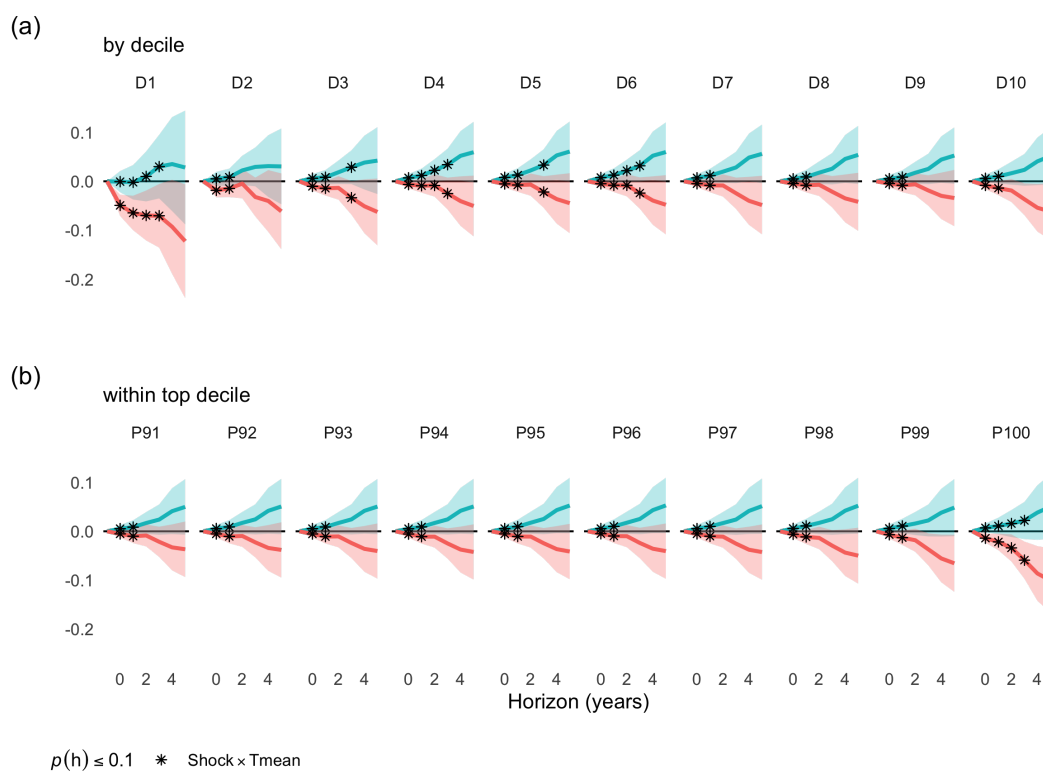 (a)
by decile
D1 D2 D3 D4 D5 D6 D7 D8 D9 D10
0.1
0.0
-0.1
-0.2
(b)
within top decile
P91 P92 P93 P94 P95 P96 P97 P98 P99 P100
0.1
0.0
-0.1
-0.2
0 2 4 0 2 4 0 2 4 0 2 4 0 2 4 0 2 4 0 2 4 0 2 4 0 2 4 0 2 4
Horizon (years)
p(h) ≤ 0.1 * Shock × Tmean